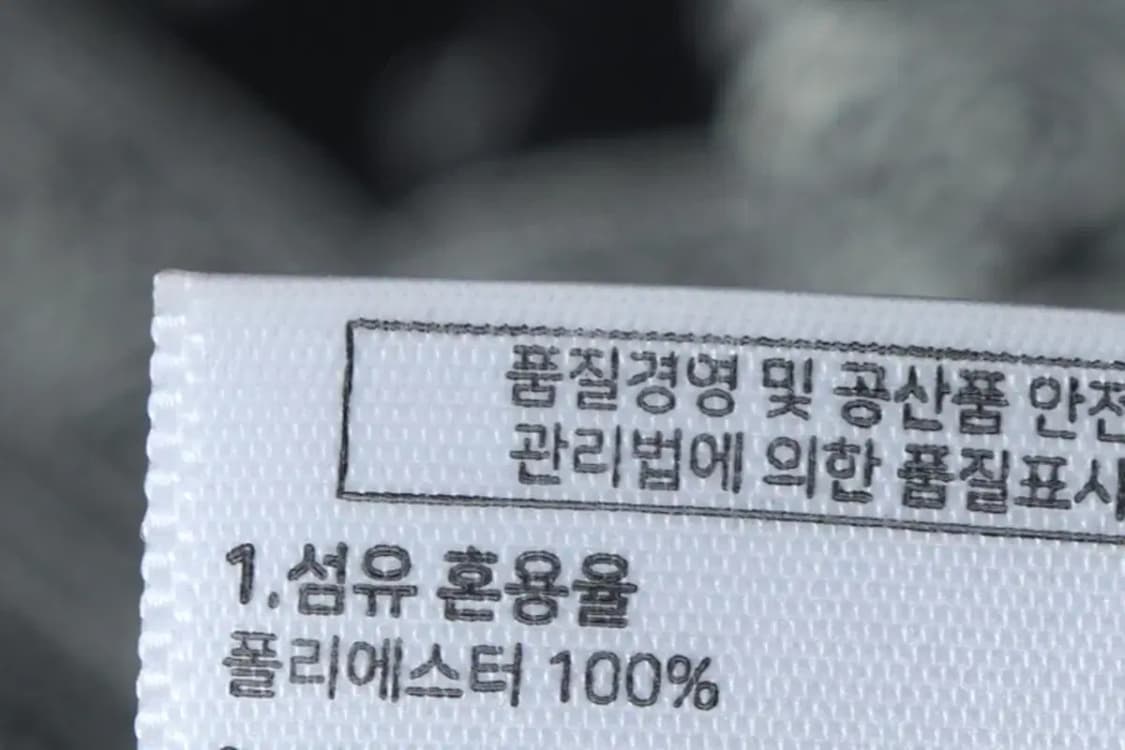 품질경영 및 공산품 안전
관리법에 의한 품질표시
1.섬유 혼용율
폴리에스터 100%